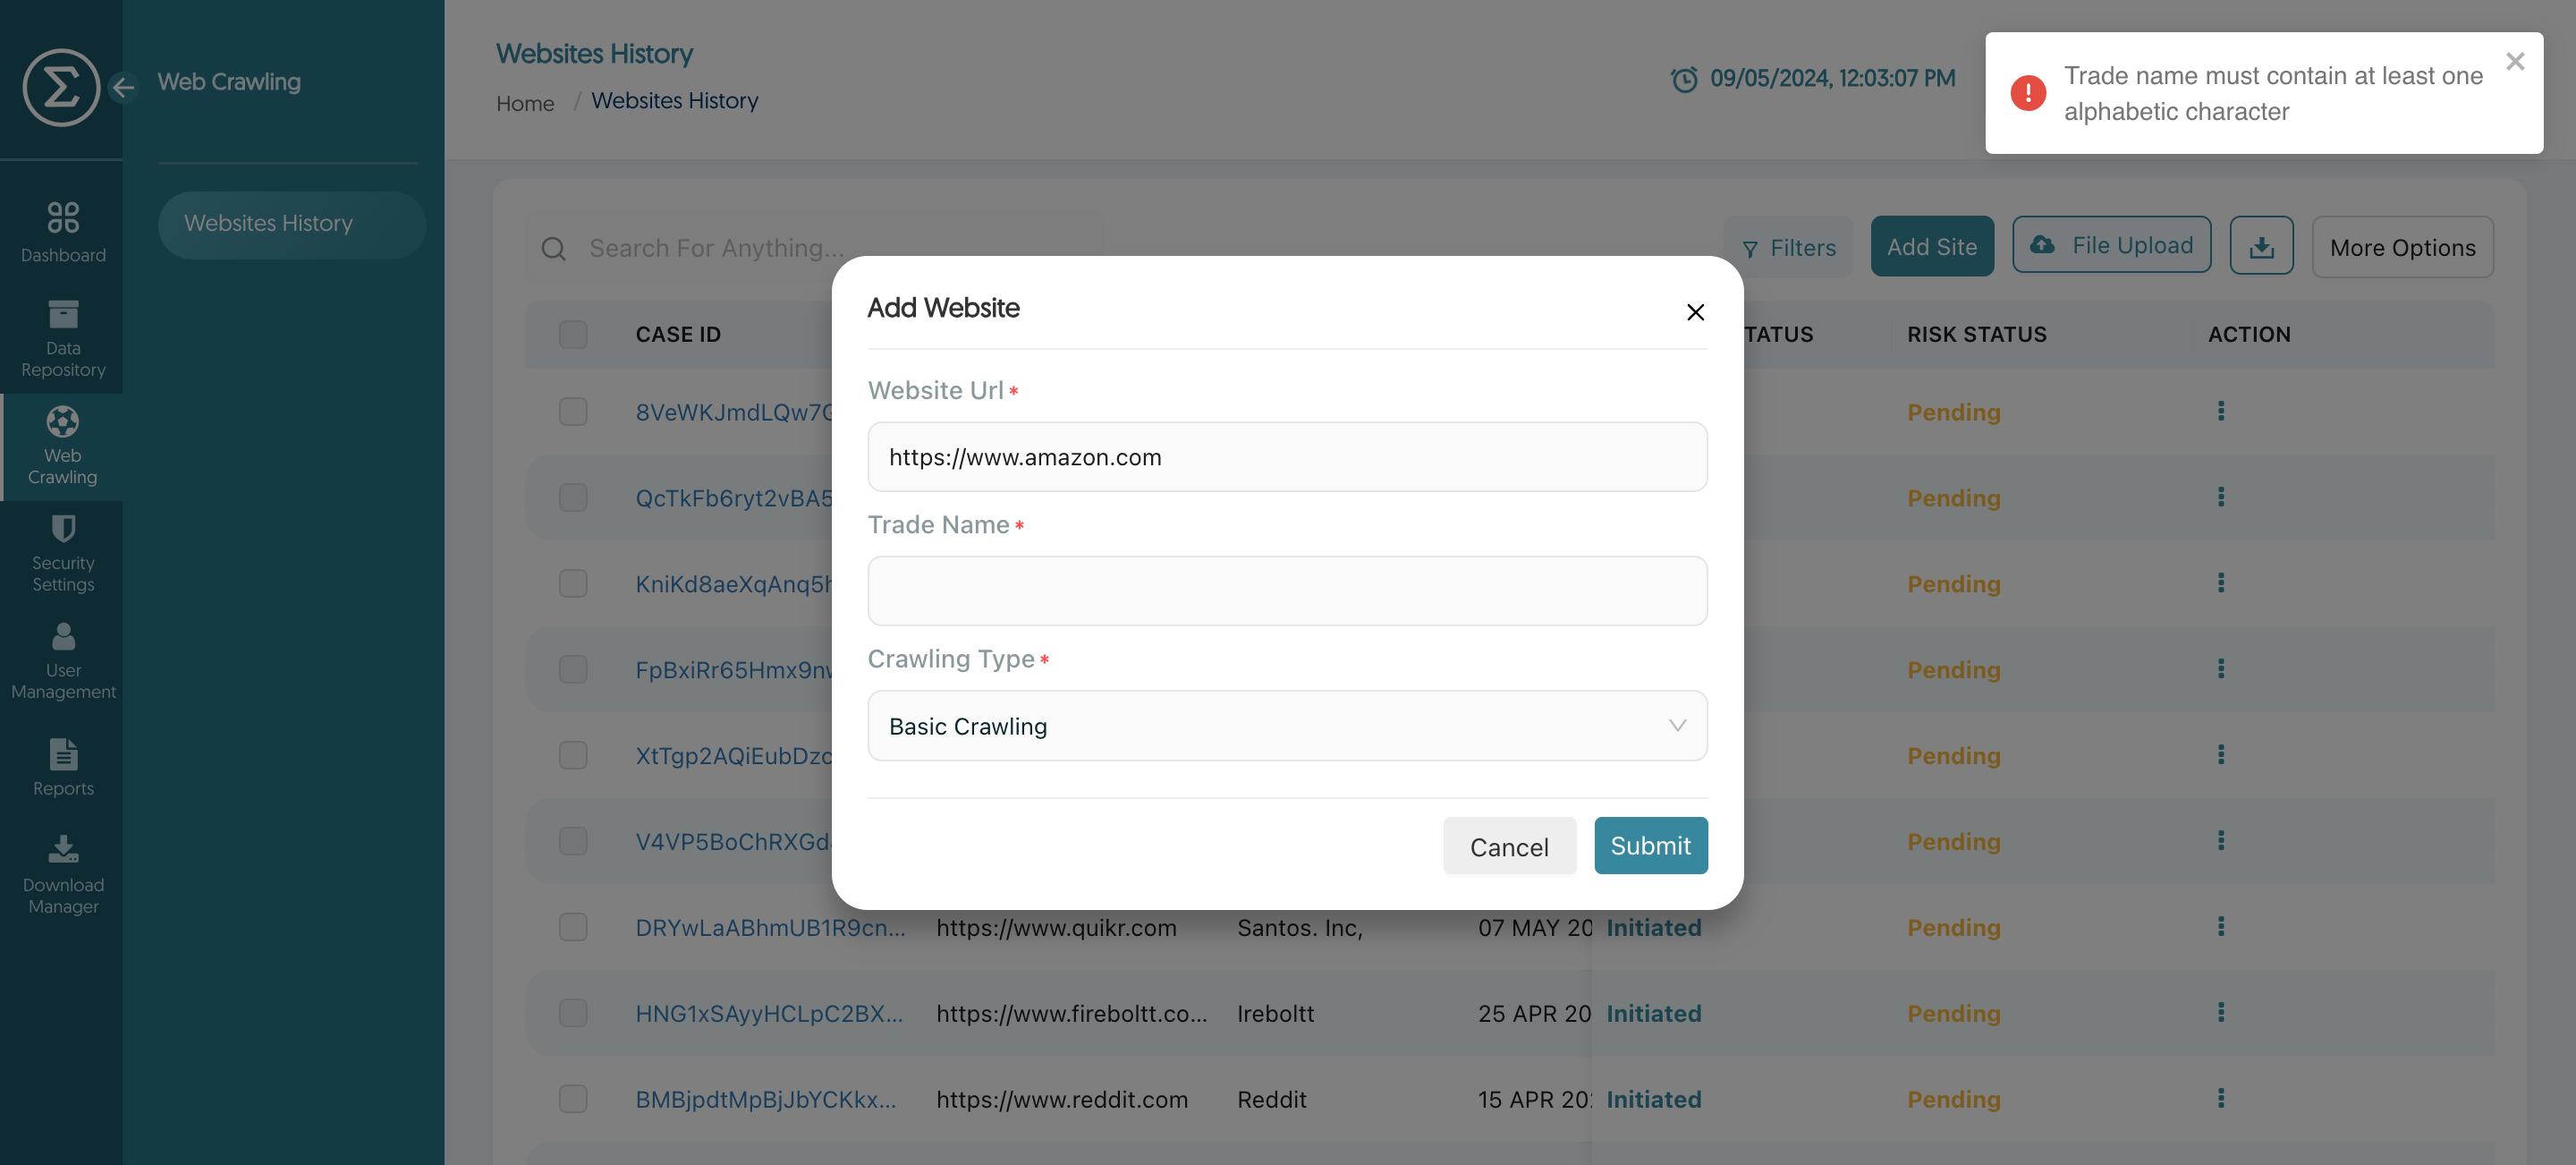 Web Crawling
Websites History
Dashboard
Data
Repository
Web
Crawling
Security
Settings
User
Management
Reports
Download
Manager
Websites History
Home / Websites History
09/05/2024, 12:03:07 PM
Trade name must contain at least one
alphabetic character
Search For Anything...
Filters
Add Site
File Upload
More Options
CASE ID
TATUS
RISK STATUS
ACTION
8VeWKJmdLQw7G
Pending
QcTkFb6ryt2vBA5
Pending
KniKd8aeXqAnq5h
Pending
FpBxiRr65Hmx9nw
Pending
XtTgp2AQiEubDzc
Pending
V4VP5BoChRXGd
Pending
DRYwLaABhmUB1R9cn... https://www.quikr.com Santos. Inc, 07 MAY 20 Initiated Pending
HNG1xSAyyHCLpC2BX... https://www.fireboltt.co... Ireboltt 25 APR 20 Initiated Pending
BMBjpdtMpBjJbYCKkx... https://www.reddit.com Reddit 15 APR 20 Initiated Pending
Add Website
Website Url *
https://www.amazon.com
Trade Name *
Crawling Type *
Basic Crawling
Cancel
Submit